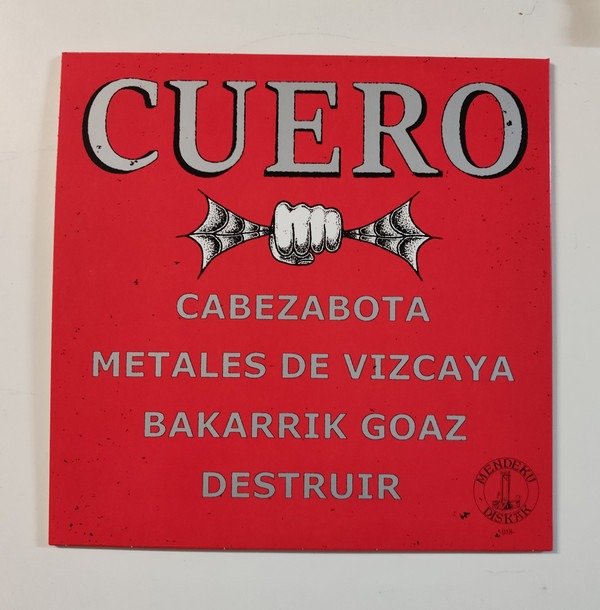 CUERO
CABEZABOTA
METALES DE VIZCAYA
BAKARRIK GOAZ
DESTRUIR
MENDEKU
DISKAK